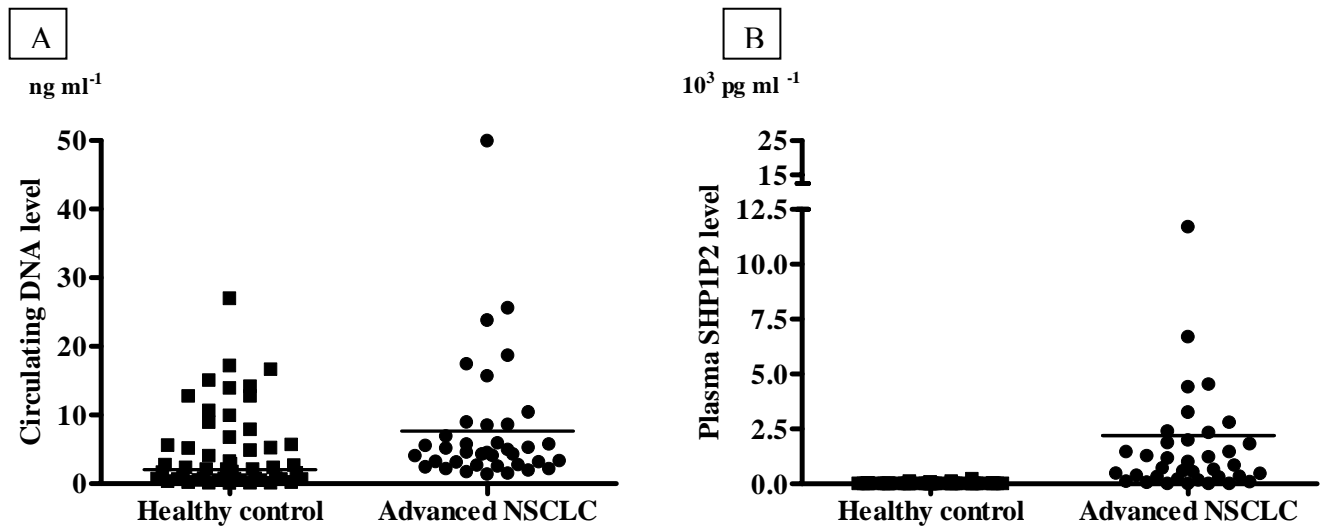 A
ng ml-1
Circulating DNA level
50
40
30
20
10
0
Healthy control
Advanced NSCLC
B
10³ pg ml -1
Plasma SHP1P2 level
25
15
12.5
10.0
7.5
5.0
2.5
0.0
Healthy control
Advanced NSCLC